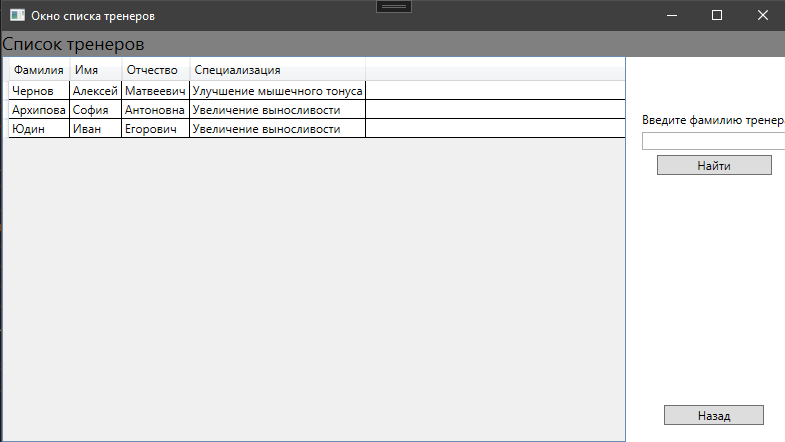 Окно списка тренеров
Список тренеров
Фамилия Имя Отчество Специализация
Чернов Алексей Матвеевич Улучшение мышечного тонуса
Архипова София Антоновна Увеличение выносливости
Юдин Иван Егорович Увеличение выносливости
Введите фамилию тренера
Найти
Назад